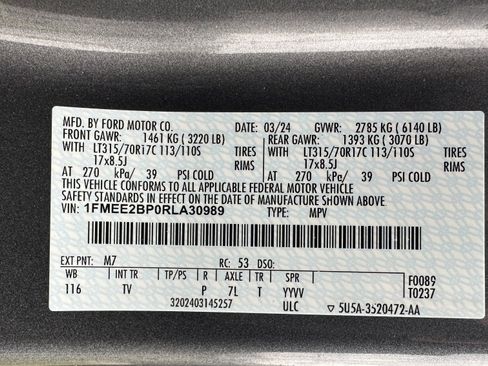 MFD. BY FORD MOTOR CO. DATE: 03/24 GVWR: 2785 KG ( 6140 LB)
FRONT GAWR: 1461 KG ( 3220 LB) REAR GAWR: 1393 KG ( 3070 LB)
WITH LT315/70R17C 113/110S TIRES WITH LT315/70R17C 113/110S TIRES
17x8.5J RIMS 17x8.5J RIMS
AT 270 kPa/ 39 PSI COLD AT 270 kPa/ 39 PSI COLD
THIS VEHICLE CONFORMS TO ALL APPLICABLE FEDERAL MOTOR VEHICLE
SAFETY STANDARDS IN EFFECT ON THE DATE OF MANUFACTURE SHOWN ABOVE.
VIN: 1FMEE2BP0RLA30989 TYPE: MPV
EXT PNT: M7 RC: 53 DSO:
WB INT TR TP/PS R AXLE TR SPR F0089
116 TV P 7L T YYVV T0237
3202403145257 ULC ▽ 5U5A-3520472-AA